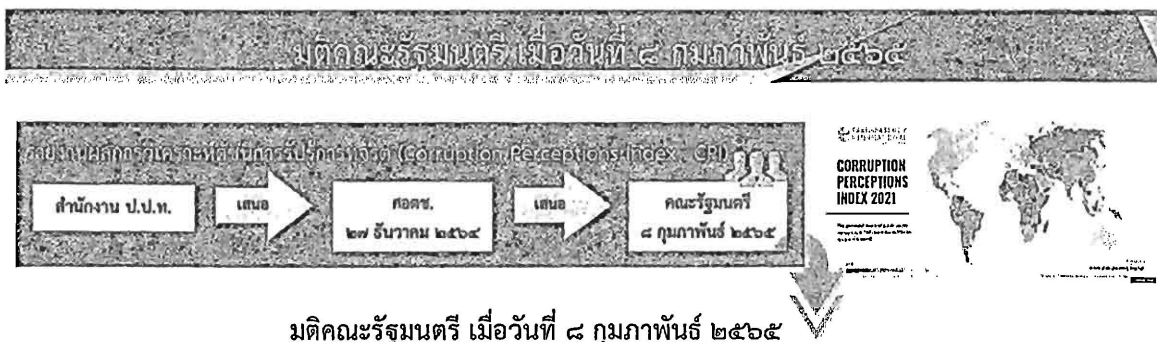 มติคณะรัฐมนตรี เมื่อวันที่ ๘ กุมภาพันธ์ ๒๕๖๕
รายงานผลการวิเคราะห์ดัชนีการรับรู้การทุจริต (Corruption Perceptions Index : CPI)
สำนักงาน ป.ป.ท.
เสนอ
ศอตช.
๒๗ ธันวาคม ๒๕๖๔
เสนอ
คณะรัฐมนตรี
๘ กุมภาพันธ์ ๒๕๖๕
TRANSPARENCY
INTERNATIONAL
CORRUPTION
PERCEPTIONS
INDEX 2021
มติคณะรัฐมนตรี เมื่อวันที่ ๘ กุมภาพันธ์ ๒๕๖๕